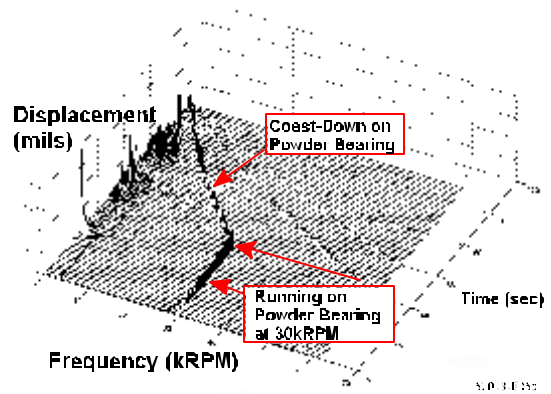 Displacement
(mils)
Coast-Down on
Powder Bearing
Running on
Powder Bearing
at 30kRPM
Time (sec)
Frequency (kRPM)